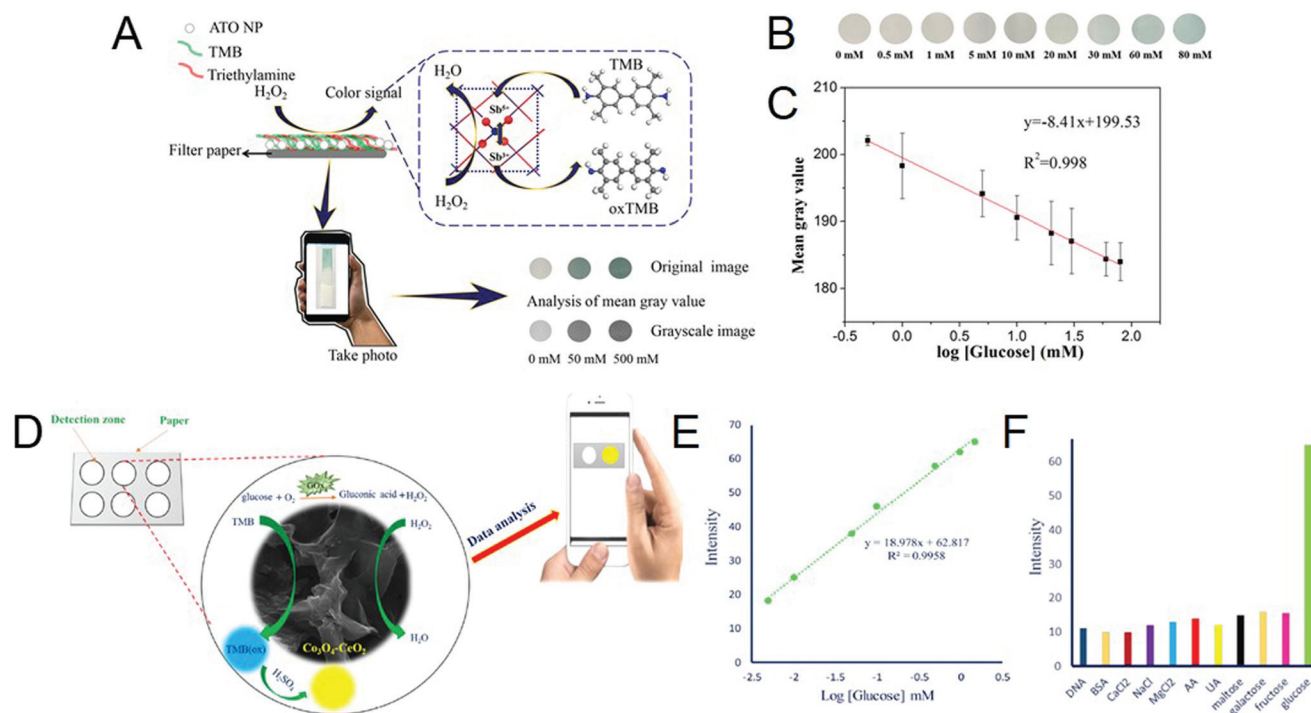 A
ATO NP
TMB
Triethylamine
H₂O₂
Color signal
Filter paper
H₂O
TMB
Sb⁵⁺
Sb³⁺
H₂O₂
oxTMB
Take photo
Original image
Analysis of mean gray value
Grayscale image
0 mM 50 mM 500 mM
B
0 mM 0.5 mM 1 mM 5 mM 10 mM 20 mM 30 mM 60 mM 80 mM
C
210
200
190
180
Mean gray value
y=-8.41x+199.53
R²=0.998
-0.5 0.0 0.5 1.0 1.5 2.0
log [Glucose] (mM)
D
Detection zone
Paper
GOx
glucose + O₂ Gluconic acid +H₂O₂
TMB
H₂O₂
H₂O
TMB(ox)
Co₃O₄-CeO₂
H₂SO₄
Data analysis
E
70
60
50
40
30
20
10
0
Intensity
y = 18.978x + 62.817
R² = 0.9958
-2.5 -2 -1.5 -1 -0.5 0 0.5
Log [Glucose] mM
F
60
50
40
30
20
10
0
Intensity
DNA
BSA
CaCl2
NaCl
MgCl2
AA
UA
maltose
galactose
fructose
glucose